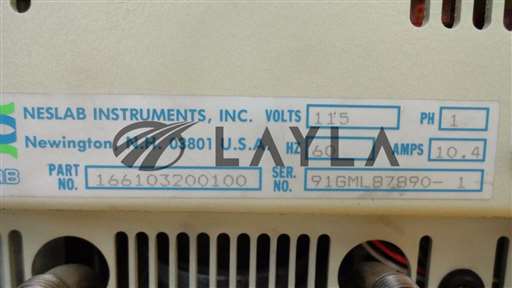 NESLAB INSTRUMENTS, INC. VOLTS 115 PH 1
Newington, N.H. 03801 U.S.A. HZ 60 AMPS 10.4
PART NO. 166103200100 SER. NO. 91GML87890-1
LAYLA